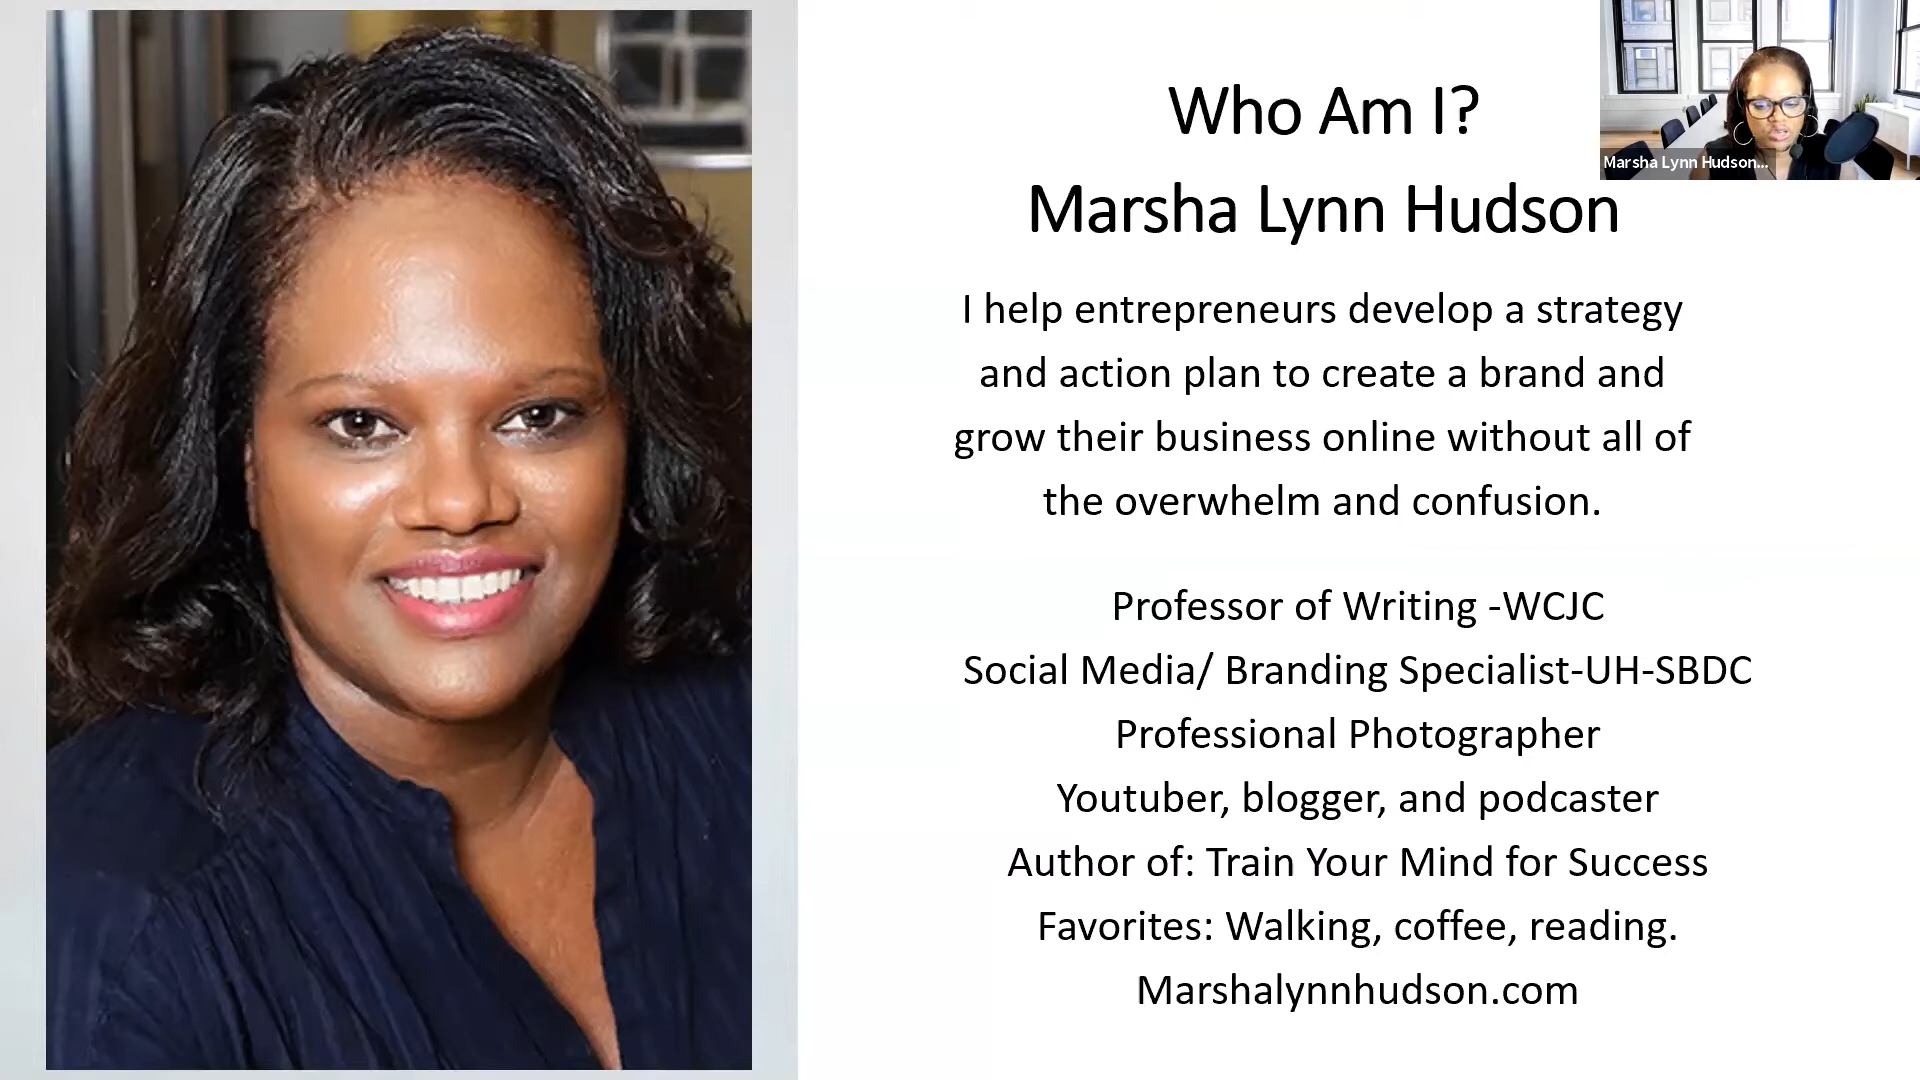 Who Am I?
Marsha Lynn Hudson
I help entrepreneurs develop a strategy
and action plan to create a brand and
grow their business online without all of
the overwhelm and confusion.
Professor of Writing -WCJC
Social Media/ Branding Specialist-UH-SBDC
Professional Photographer
Youtuber, blogger, and podcaster
Author of: Train Your Mind for Success
Favorites: Walking, coffee, reading.
Marshalynnhudson.com
Marsha Lynn Hudson...